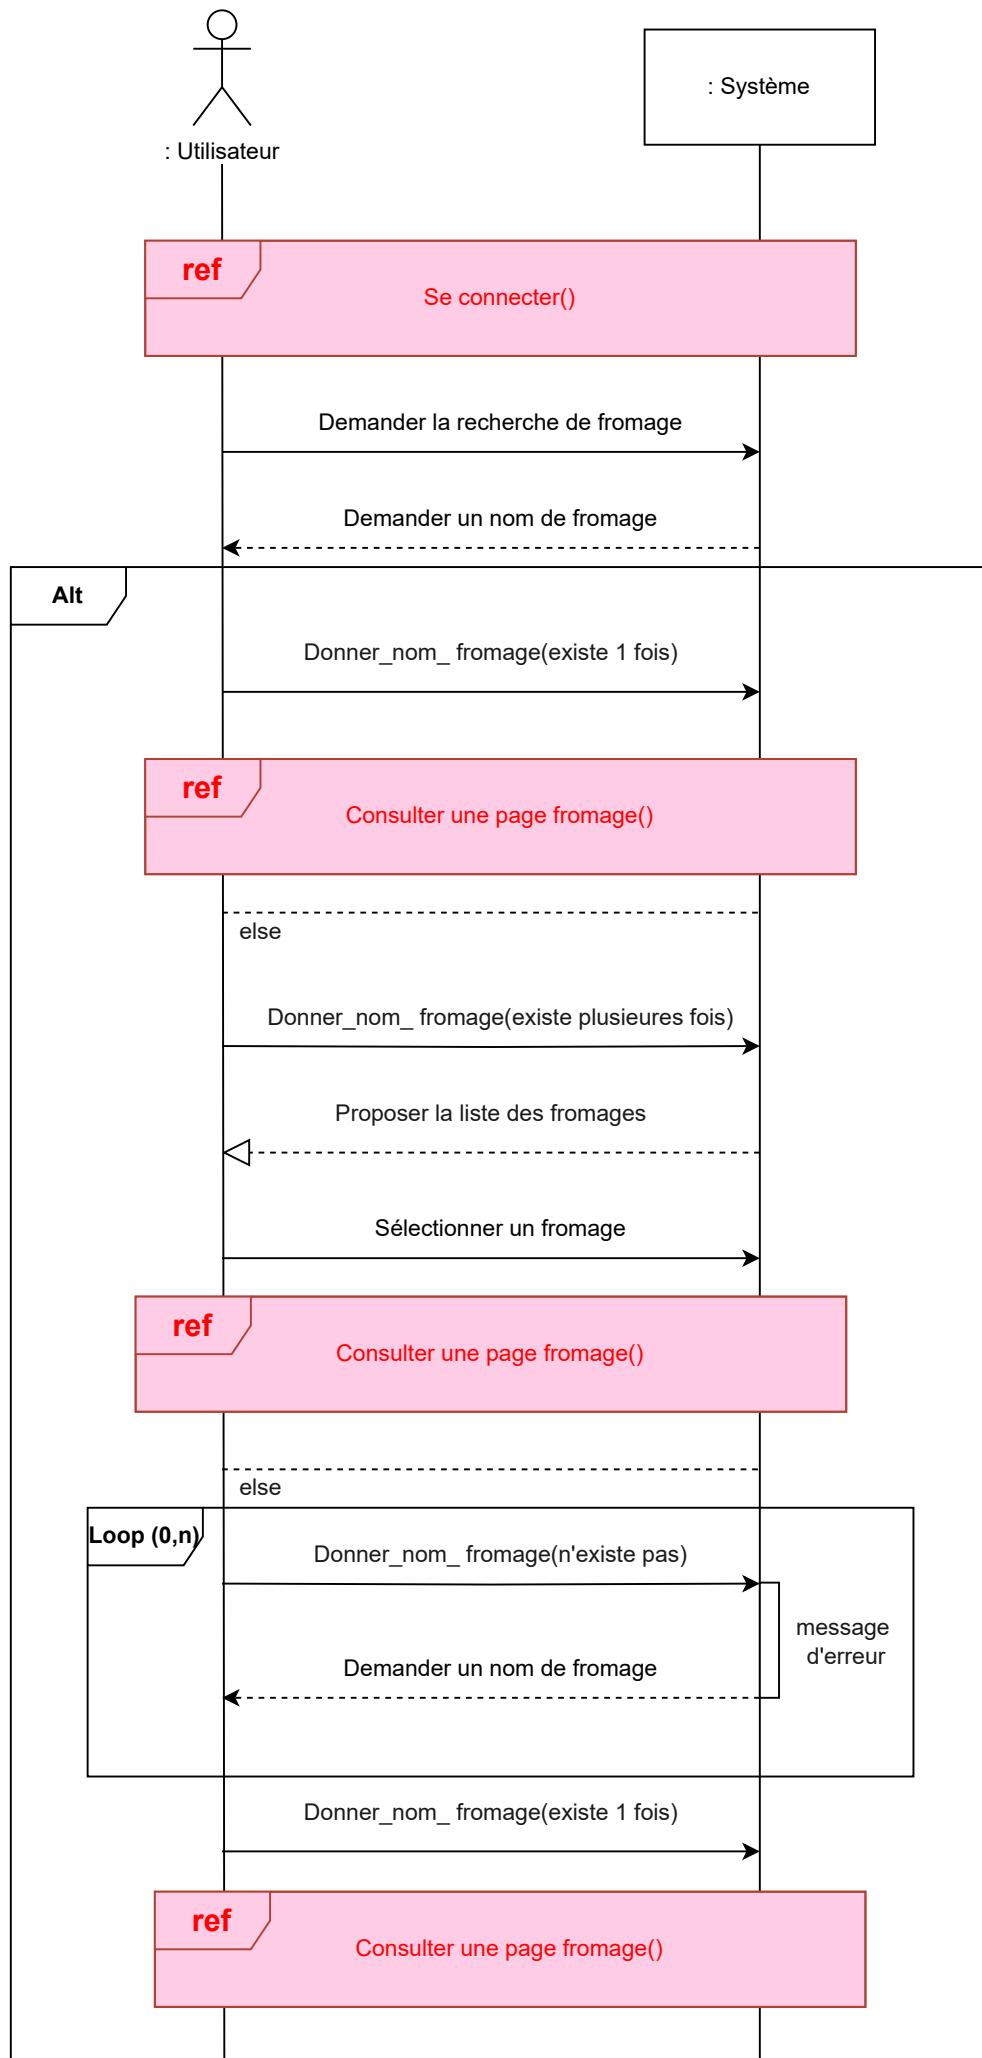 : Utilisateur
: Système
ref
Se connecter()
Demander la recherche de fromage
Demander un nom de fromage
Alt
Donner_nom_ fromage(existe 1 fois)
ref
Consulter une page fromage()
else
Donner_nom_ fromage(existe plusieures fois)
Proposer la liste des fromages
Sélectionner un fromage
ref
Consulter une page fromage()
else
Loop (0,n)
Donner_nom_ fromage(n'existe pas)
message
d'erreur
Demander un nom de fromage
Donner_nom_ fromage(existe 1 fois)
ref
Consulter une page fromage()